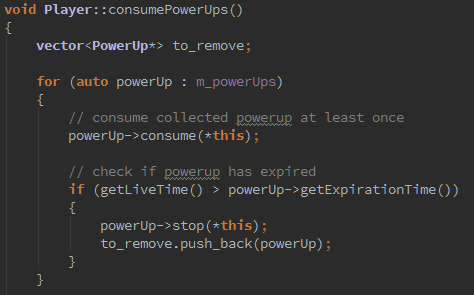 void Player::consumePowerUps()
{
    vector<PowerUp*> to_remove;

    for (auto powerUp : m_powerUps)
    {
        // consume collected powerup at least once
        powerUp->consume(*this);

        // check if powerup has expired
        if (getLiveTime() > powerUp->getExpirationTime())
        {
            powerUp->stop(*this);
            to_remove.push_back(powerUp);
        }
    }